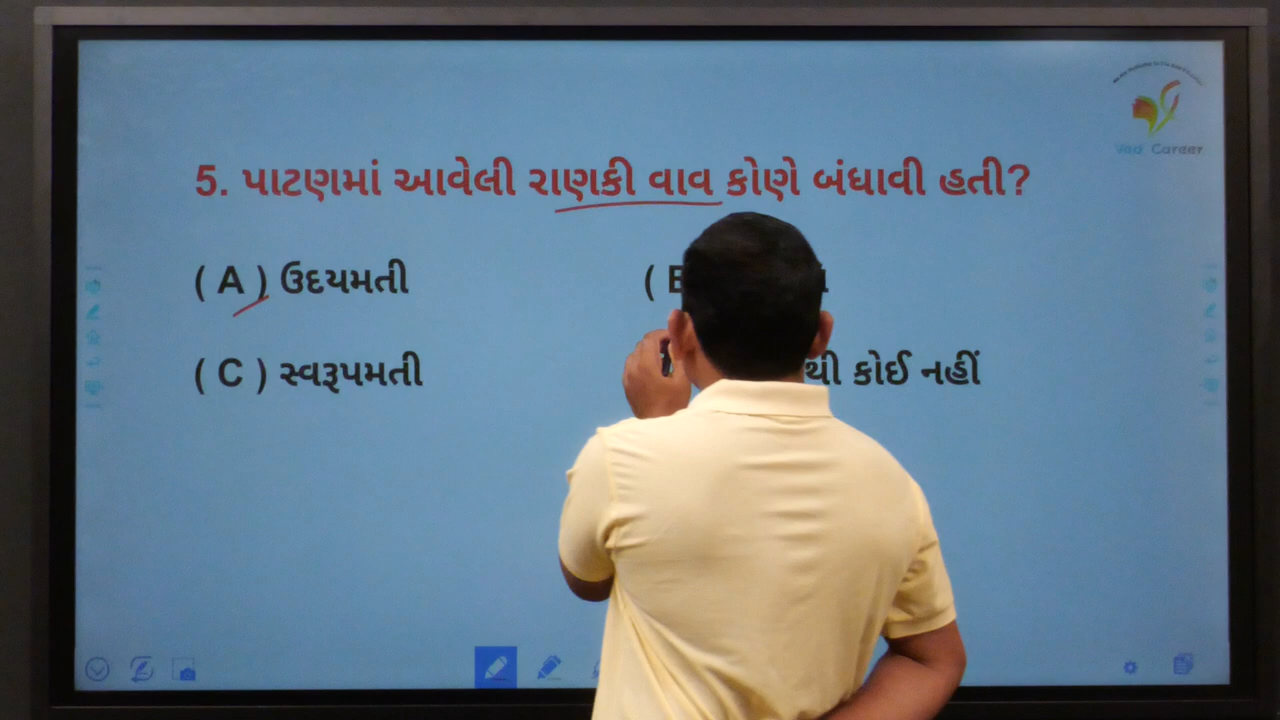 Ved Career
5. પાટણમાં આવેલી રાણકી વાવ કોણે બંધાવી હતી?
( A ) ઉદયમતી
( C ) સ્વરૂપમતી
કોઈ નહીં